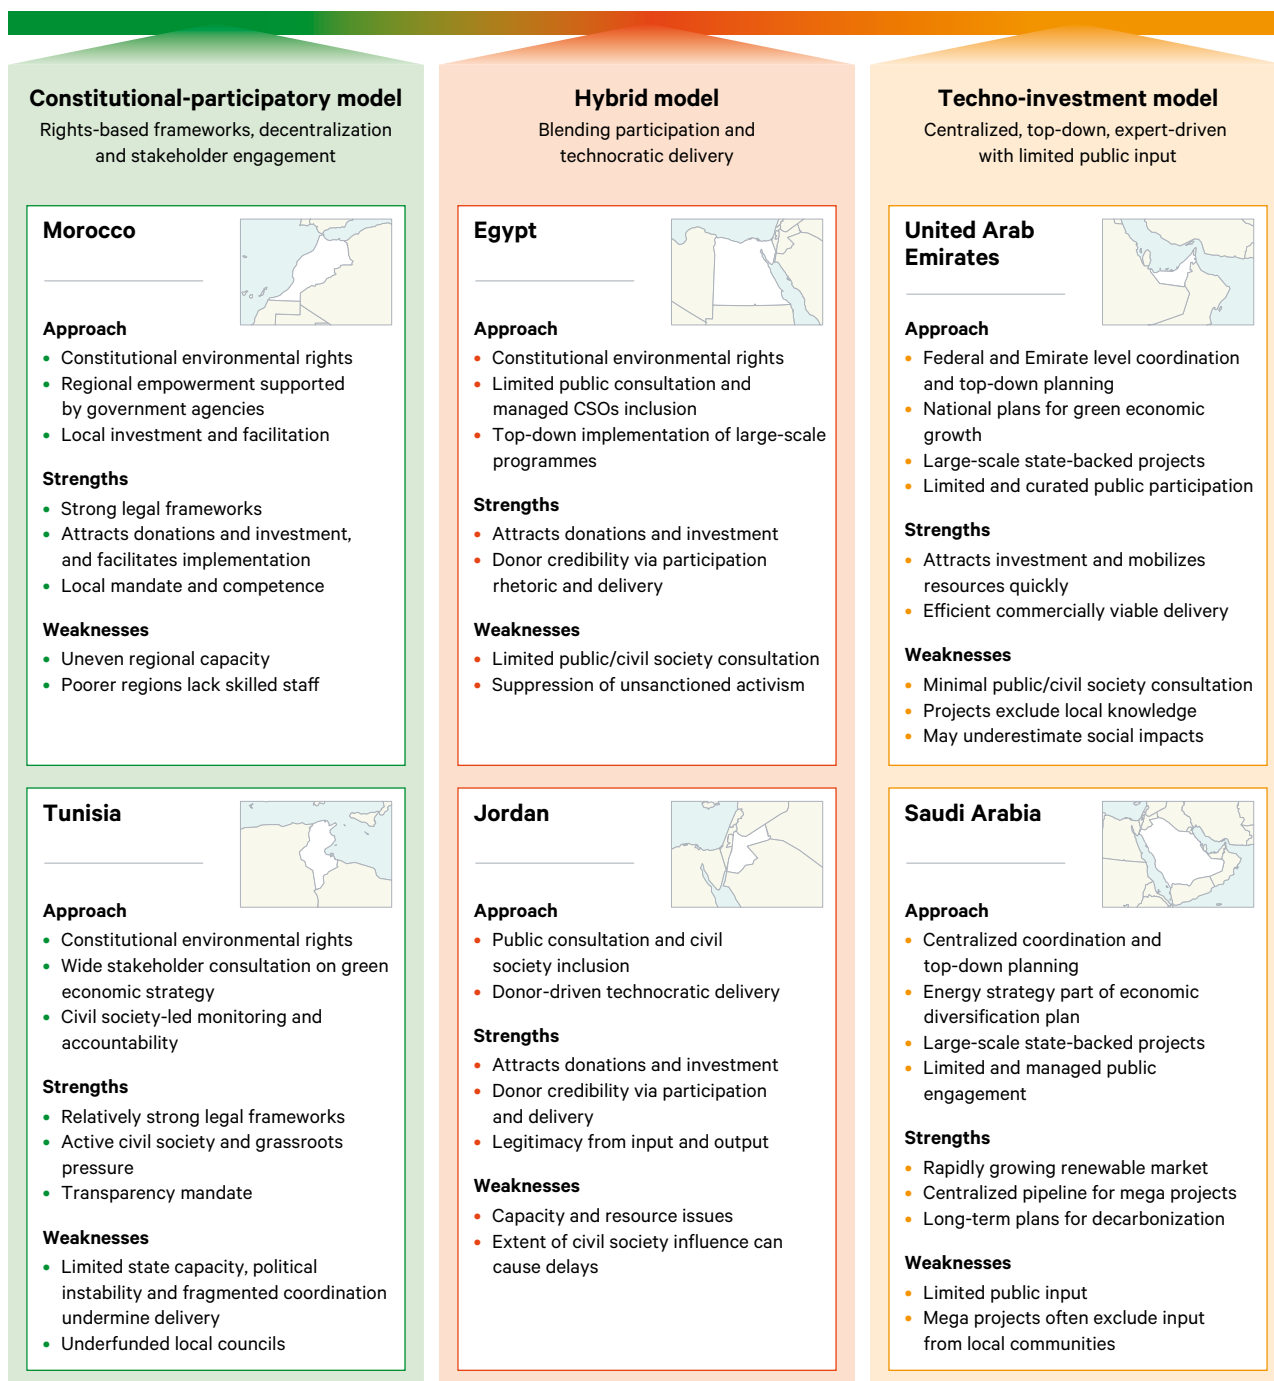 Constitutional-participatory model
Rights-based frameworks, decentralization
and stakeholder engagement
Morocco
Approach
• Constitutional environmental rights
• Regional empowerment supported
by government agencies
• Local investment and facilitation
Strengths
• Strong legal frameworks
• Attracts donations and investment,
and facilitates implementation
• Local mandate and competence
Weaknesses
• Uneven regional capacity
• Poorer regions lack skilled staff
Tunisia
Approach
• Constitutional environmental rights
• Wide stakeholder consultation on green
economic strategy
• Civil society-led monitoring and
accountability
Strengths
• Relatively strong legal frameworks
• Active civil society and grassroots
pressure
• Transparency mandate
Weaknesses
• Limited state capacity, political
instability and fragmented coordination
undermine delivery
• Underfunded local councils
Hybrid model
Blending participation and
technocratic delivery
Egypt
Approach
• Constitutional environmental rights
• Limited public consultation and
managed CSOs inclusion
• Top-down implementation of large-scale
programmes
Strengths
• Attracts donations and investment
• Donor credibility via participation
rhetoric and delivery
Weaknesses
• Limited public/civil society consultation
• Suppression of unsanctioned activism
Jordan
Approach
• Public consultation and civil
society inclusion
• Donor-driven technocratic delivery
Strengths
• Attracts donations and investment
• Donor credibility via participation
and delivery
• Legitimacy from input and output
Weaknesses
• Capacity and resource issues
• Extent of civil society influence can
cause delays
Techno-investment model
Centralized, top-down, expert-driven
with limited public input
United Arab
Emirates
Approach
• Federal and Emirate level coordination
and top-down planning
• National plans for green economic
growth
• Large-scale state-backed projects
• Limited and curated public participation
Strengths
• Attracts investment and mobilizes
resources quickly
• Efficient commercially viable delivery
Weaknesses
• Minimal public/civil society consultation
• Projects exclude local knowledge
• May underestimate social impacts
Saudi Arabia
Approach
• Centralized coordination and
top-down planning
• Energy strategy part of economic
diversification plan
• Large-scale state-backed projects
• Limited and managed public
engagement
Strengths
• Rapidly growing renewable market
• Centralized pipeline for mega projects
• Long-term plans for decarbonization
Weaknesses
• Limited public input
• Mega projects often exclude input
from local communities